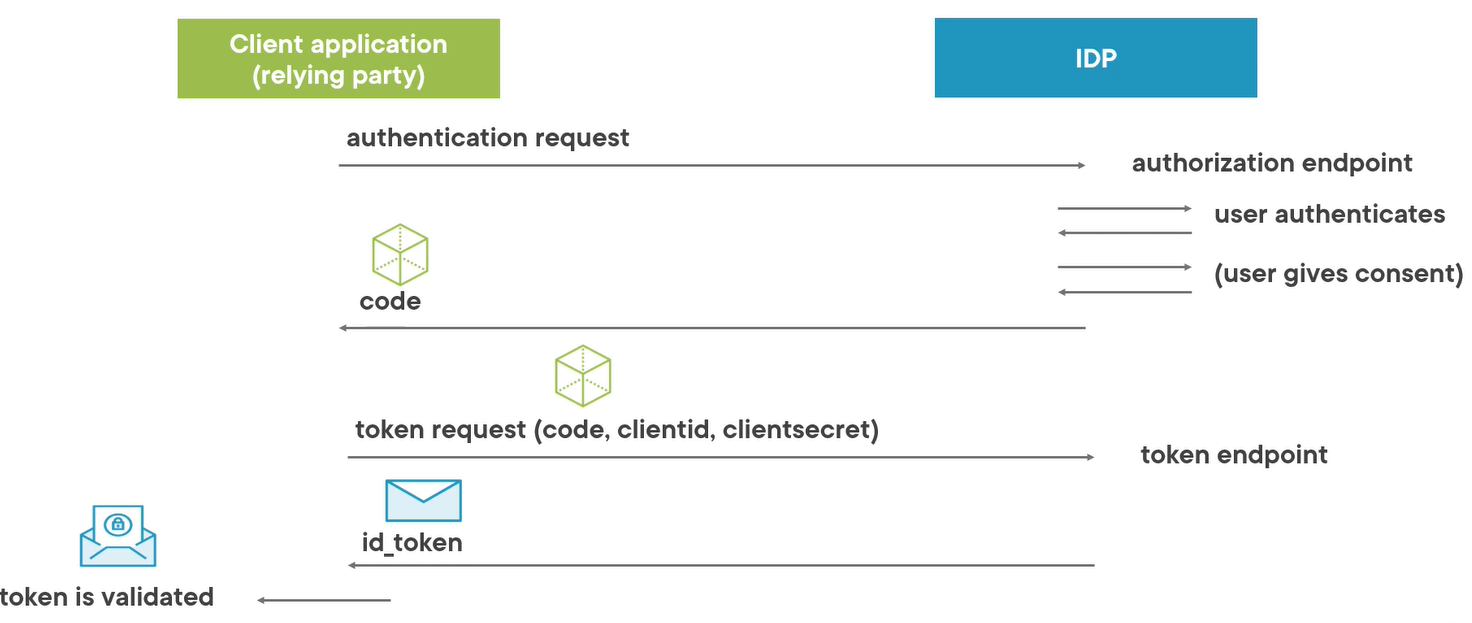 Client application
(relying party)
IDP
authentication request
authorization endpoint
user authenticates
(user gives consent)
code
token request (code, clientid, clientsecret)
token endpoint
id_token
token is validated